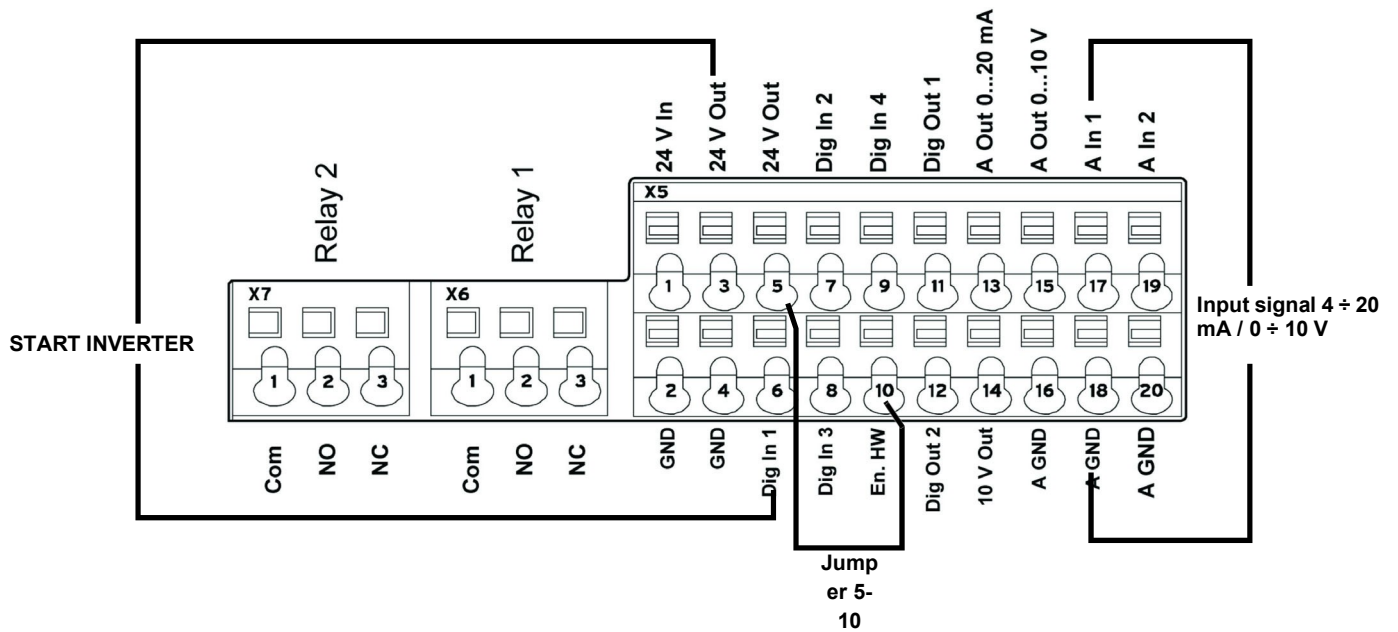 24 V In
24 V Out
24 V Out
Dig In 2
Dig In 4
Dig Out 1
A Out 0...20 mA
A Out 0...10 V
A In 1
A In 2
Relay 2
Relay 1
X5
1 3 5 7 9 11 13 15 17 19
X7
X6
START INVERTER
Input signal 4 ÷ 20
mA / 0 ÷ 10 V
1 2 3
1 2 3
2 4 6 8 10 12 14 16 18 20
Com
NO
NC
Com
NO
NC
GND
GND
Dig In 1
Dig In 3
En. HW
Dig Out 2
10 V Out
A GND
A GND
A GND
Jump
er 5-
10